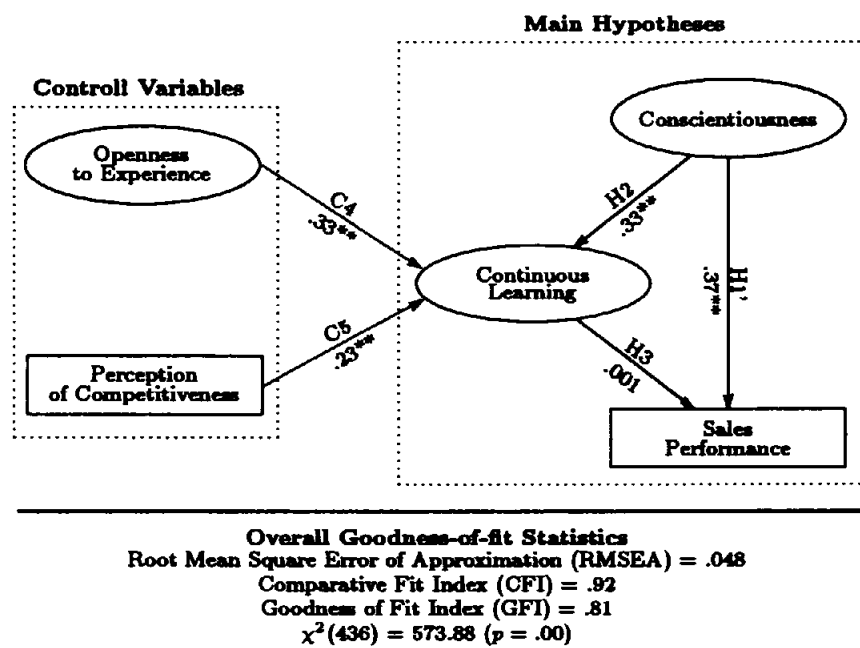 Main Hypotheses
Controll Variables
Openness
to Experience
Conscientiousness
C4
.33**
H2
.33**
Continuous
Learning
H1'
.37**
C5
.23**
H3
.001
Perception
of Competitiveness
Sales
Performance
Overall Goodness-of-fit Statistics
Root Mean Square Error of Approximation (RMSEA) = .048
Comparative Fit Index (CFI) = .92
Goodness of Fit Index (GFI) = .81
χ²(436) = 573.88 (p = .00)